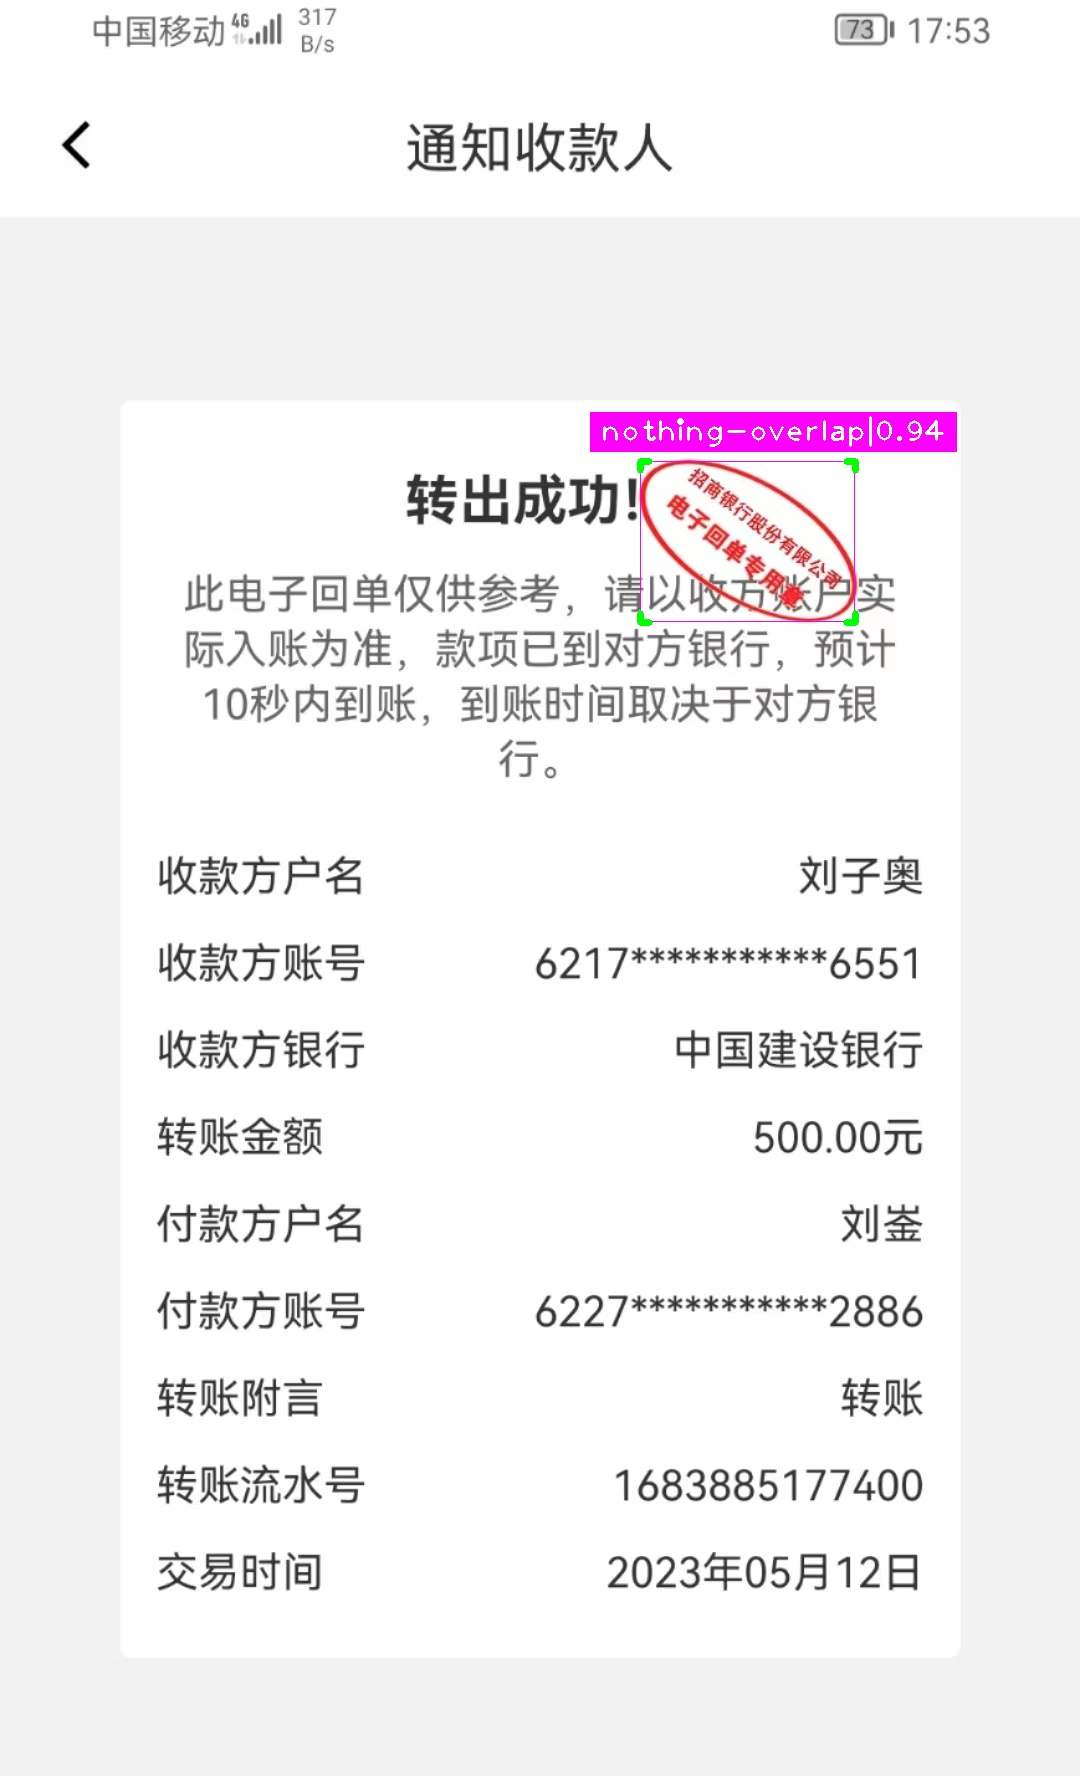 中国移动 4G 317 B/s 73 17:53
通知收款人
nothing-overlap|0.94
转出成功!
招商银行股份有限公司
电子回单专用章
此电子回单仅供参考，请以收方账户实
际入账为准，款项已到对方银行，预计
10秒内到账，到账时间取决于对方银
行。
收款方户名 刘子奥
收款方账号 6217***********6551
收款方银行 中国建设银行
转账金额 500.00元
付款方户名 刘崟
付款方账号 6227***********2886
转账附言 转账
转账流水号 1683885177400
交易时间 2023年05月12日